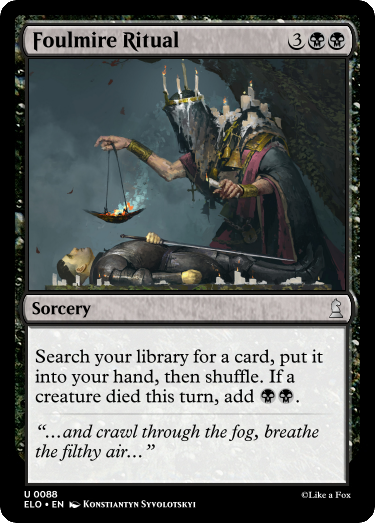 Foulmire Ritual 3
Sorcery
Search your library for a card, put it
into your hand, then shuffle. If a
creature died this turn, add .
“…and crawl through the fog, breathe
the filthy air…”
U 0088
ELO • EN Konstantyn Syvolotskyi ©Like a Fox